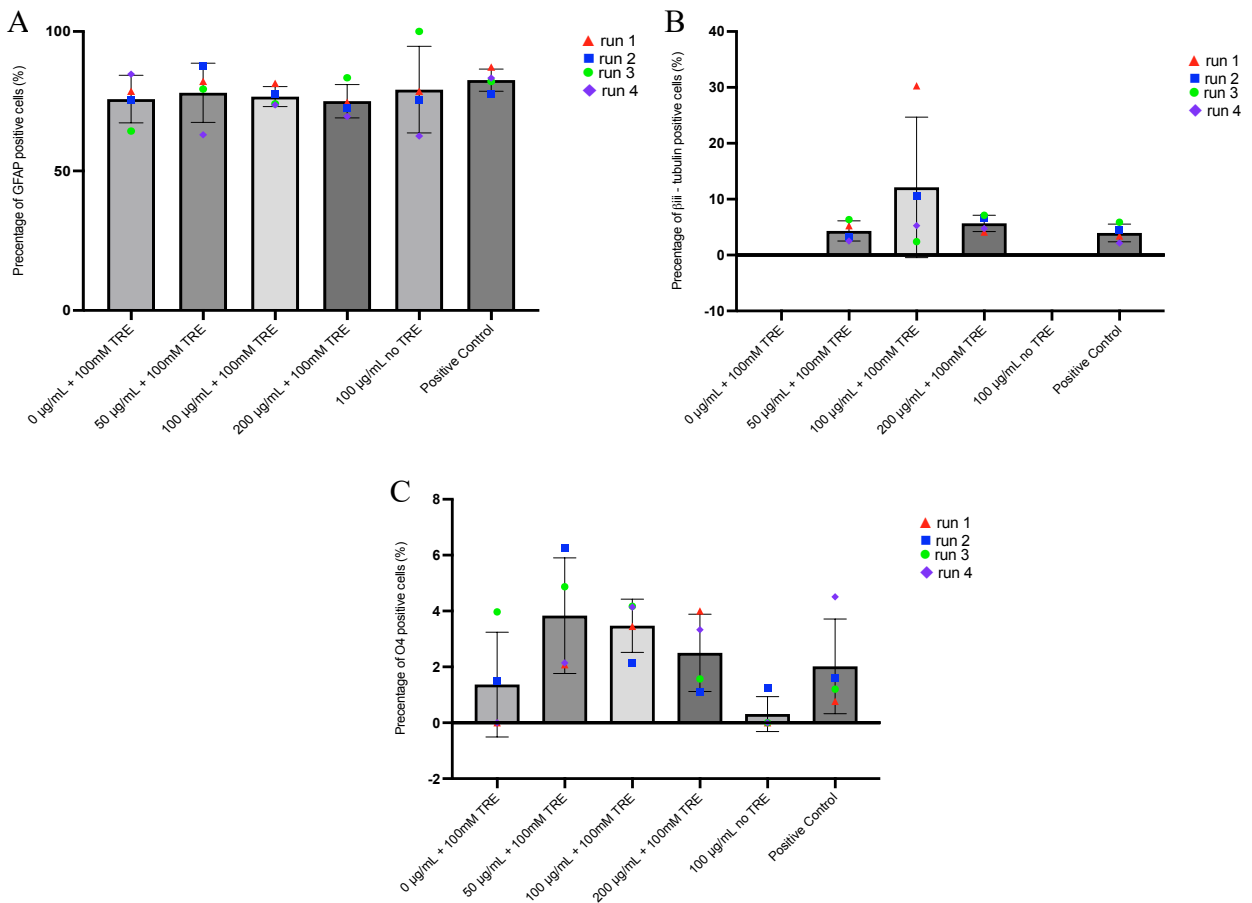 A
Precentage of GFAP positive cells (%)
100
50
0
0 µg/mL + 100mM TRE
50 µg/mL + 100mM TRE
100 µg/mL + 100mM TRE
200 µg/mL + 100mM TRE
100 µg/mL no TRE
Positive Control
run 1
run 2
run 3
run 4
B
Precentage of βiii - tubulin positive cells (%)
40
30
20
10
0
-10
0 µg/mL + 100mM TRE
50 µg/mL + 100mM TRE
100 µg/mL + 100mM TRE
200 µg/mL + 100mM TRE
100 µg/mL no TRE
Positive Control
run 1
run 2
run 3
run 4
C
Precentage of O4 positive cells (%)
8
6
4
2
0
-2
0 µg/mL + 100mM TRE
50 µg/mL + 100mM TRE
100 µg/mL + 100mM TRE
200 µg/mL + 100mM TRE
100 µg/mL no TRE
Positive Control
run 1
run 2
run 3
run 4